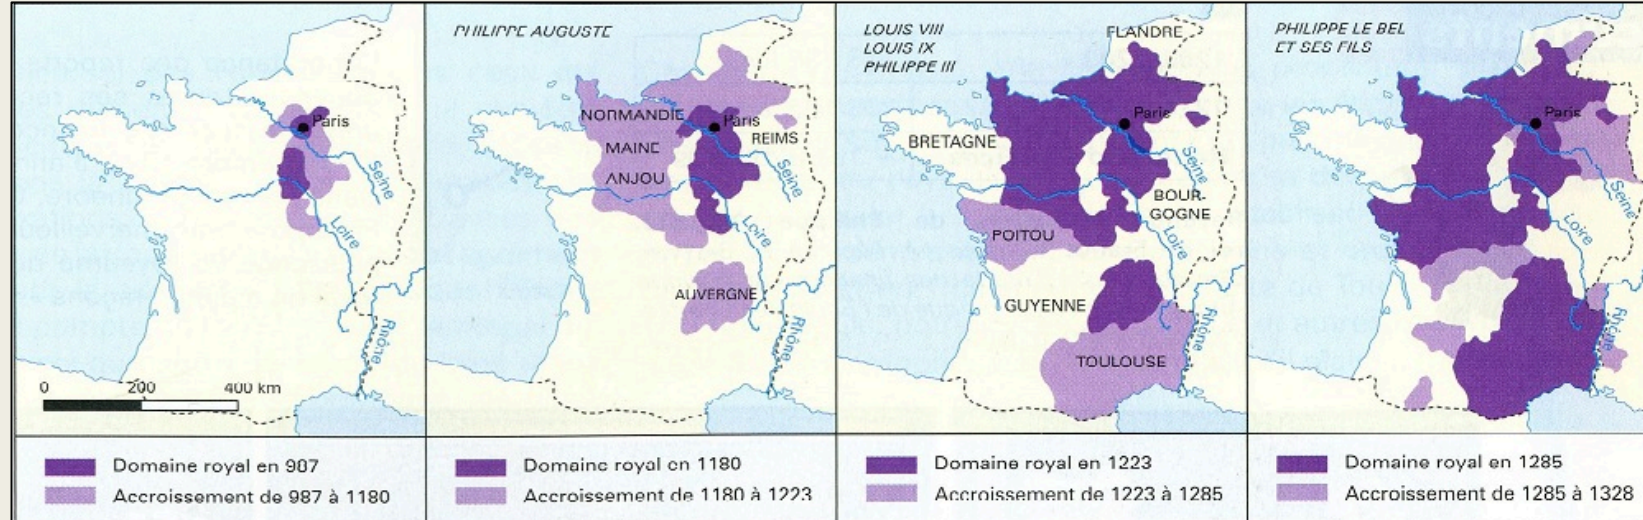 Paris
Seine
Loire
Rhône
0 200 400 km
Domaine royal en 987
Accroissement de 987 à 1180
PHILIPPE AUGUSTE
NORMANDIE
Paris
REIMS
MAINE
ANJOU
Seine
Loire
AUVERGNE
Rhône
Domaine royal en 1180
Accroissement de 1180 à 1223
LOUIS VIII
LOUIS IX
PHILIPPE III
FLANDRE
Paris
BRETAGNE
Seine
BOUR-
GOGNE
POITOU
Loire
GUYENNE
Rhône
TOULOUSE
Domaine royal en 1223
Accroissement de 1223 à 1285
PHILIPPE LE BEL
ET SES FILS
Paris
Seine
Loire
Rhône
Domaine royal en 1285
Accroissement de 1285 à 1328